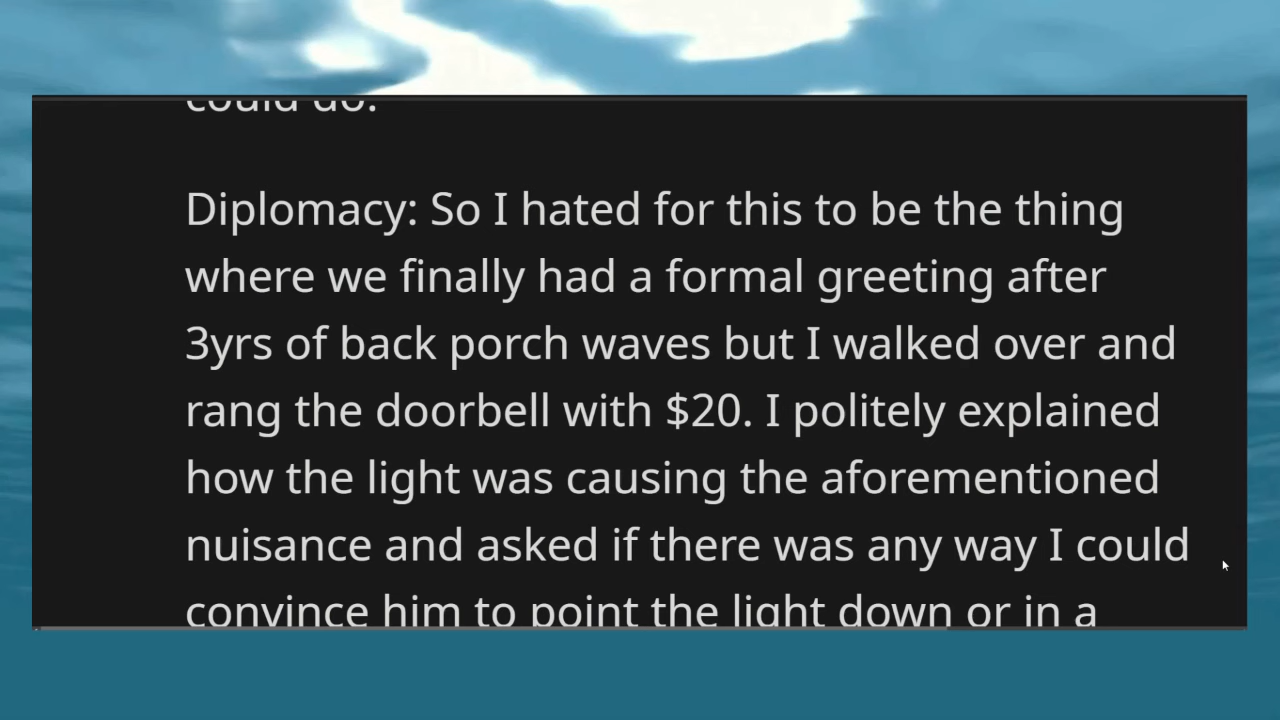 could do.
Diplomacy: So I hated for this to be the thing
where we finally had a formal greeting after
3yrs of back porch waves but I walked over and
rang the doorbell with $20. I politely explained
how the light was causing the aforementioned
nuisance and asked if there was any way I could
convince him to point the light down or in a